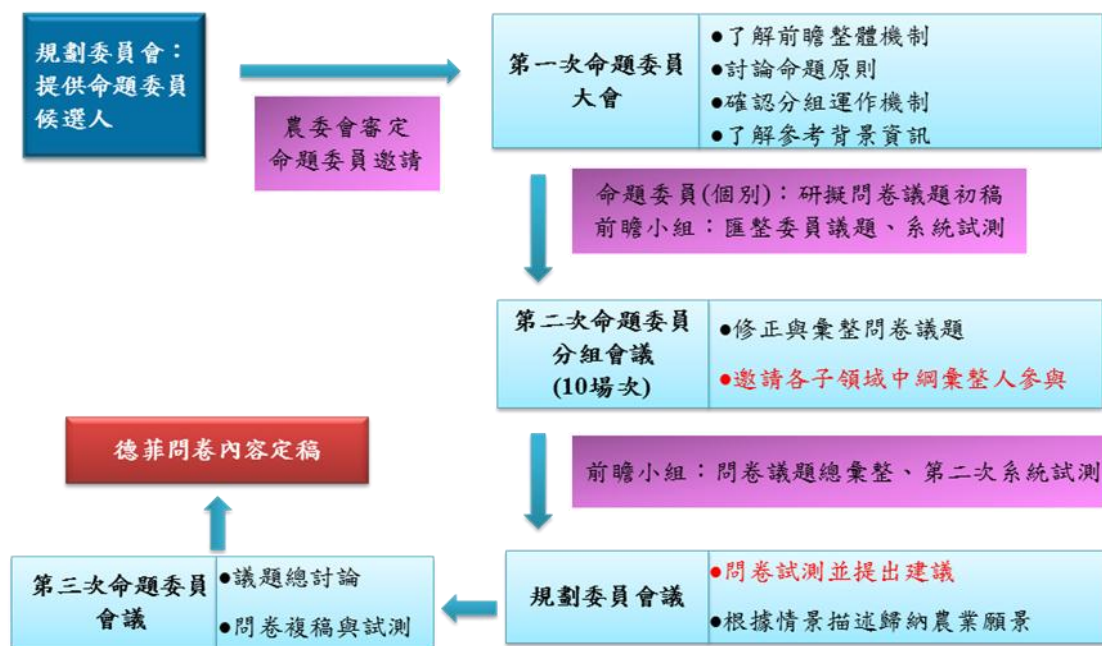 規劃委員會：
提供命題委員
候選人
農委會審定
命題委員邀請
第一次命題委員
大會
●了解前瞻整體機制
●討論命題原則
●確認分組運作機制
●了解參考背景資訊
命題委員(個別)：研擬問卷議題初稿
前瞻小組：匯整委員議題、系統試測
第二次命題委員
分組會議
(10場次)
●修正與彙整問卷議題
●邀請各子領域中綱彙整人參與
前瞻小組：問卷議題總彙整、第二次系統試測
規劃委員會議
●問卷試測並提出建議
●根據情景描述歸納農業願景
第三次命題委員
會議
●議題總討論
●問卷複稿與試測
德菲問卷內容定稿